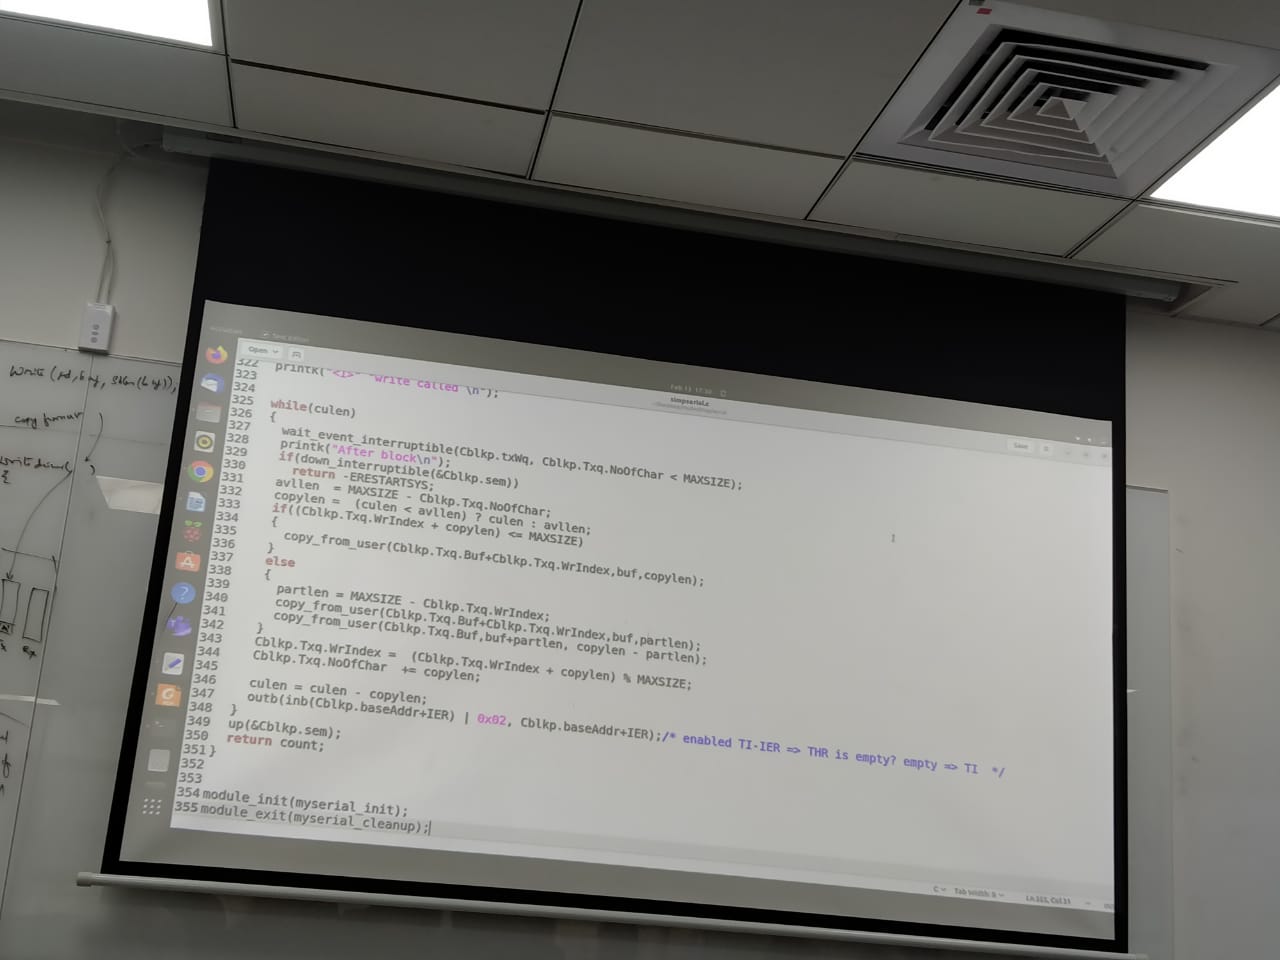 Write (fd, buf, strlen(buf));
copy from user
{
Open
Feb 13 17:32
simpserial.c
Save
322
323 printk("<1>" "write called \n");
324
325 while(culen)
326 {
327
328 wait_event_interruptible(Cblkp.txWq, Cblkp.Txq.NoOfChar < MAXSIZE);
329 printk("After block\n");
330 if(down_interruptible(&Cblkp.sem))
331 return -ERESTARTSYS;
332 avllen = MAXSIZE - Cblkp.Txq.NoOfChar;
333 copylen = (culen < avllen) ? culen : avllen;
334 if((Cblkp.Txq.WrIndex + copylen) <= MAXSIZE)
335 {
336 copy_from_user(Cblkp.Txq.Buf+Cblkp.Txq.WrIndex,buf,copylen);
337 }
338 else
339 {
340 partlen = MAXSIZE - Cblkp.Txq.WrIndex;
341 copy_from_user(Cblkp.Txq.Buf+Cblkp.Txq.WrIndex,buf,partlen);
342 copy_from_user(Cblkp.Txq.Buf,buf+partlen, copylen - partlen);
343 }
344 Cblkp.Txq.WrIndex = (Cblkp.Txq.WrIndex + copylen) % MAXSIZE;
345 Cblkp.Txq.NoOfChar += copylen;
346
347 culen = culen - copylen;
348 outb(inb(Cblkp.baseAddr+IER) | 0x02, Cblkp.baseAddr+IER);/* enabled TI-IER => THR is empty? empty => TI */
349 }
350 up(&Cblkp.sem);
351 return count;
}
352
353
354 module_init(myserial_init);
355 module_exit(myserial_cleanup);
C Tab Width: 8 Ln 355, Col 31